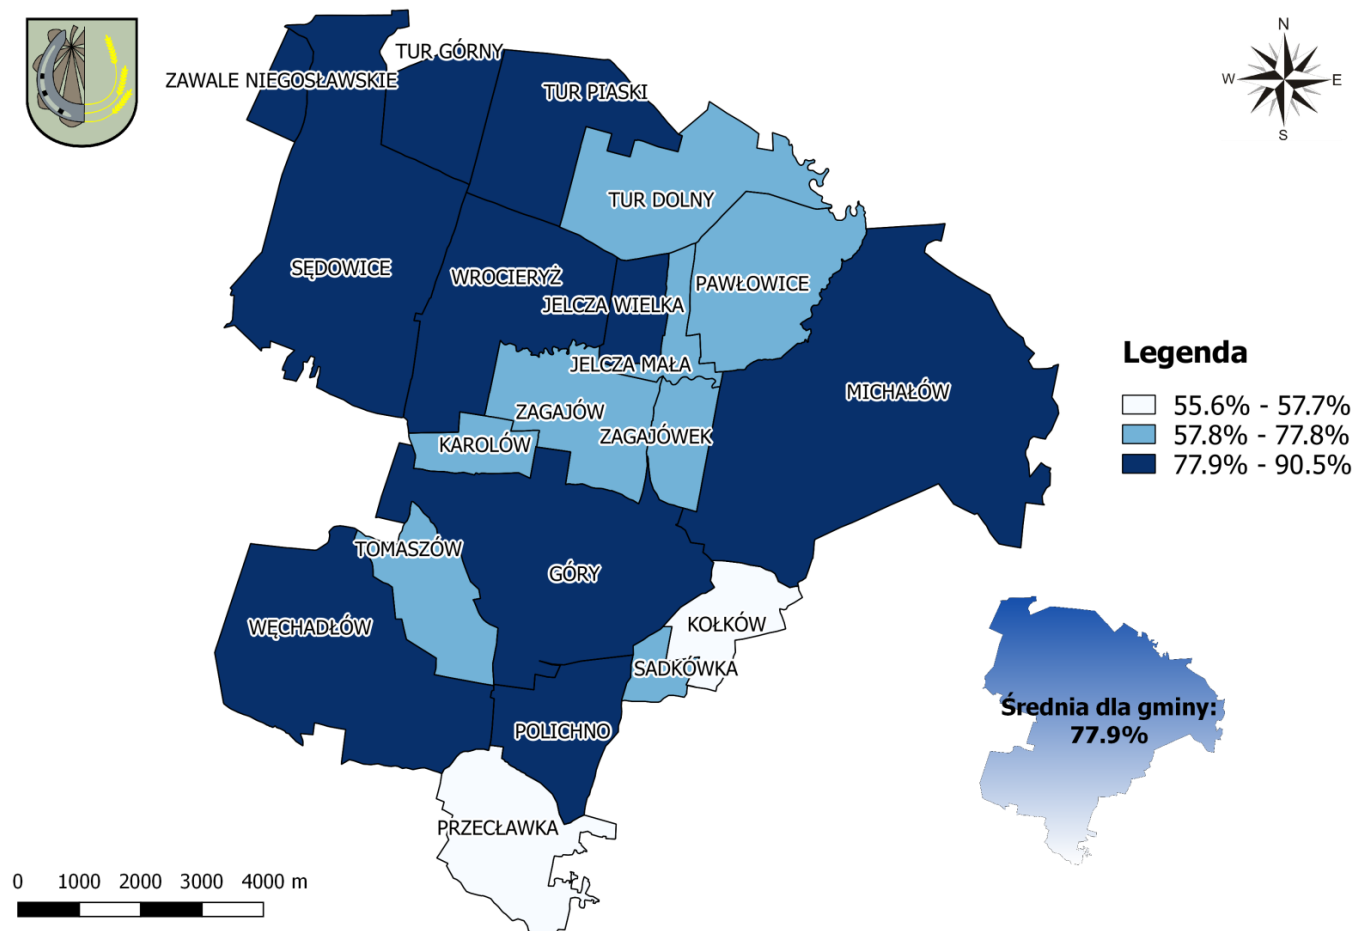 N
W
E
S
TUR GÓRNY
ZAWALE NIEGOSŁAWSKIE
TUR PIASKI
TUR DOLNY
SĘDOWICE
WROCIERYŻ
PAWŁOWICE
JELCZA WIELKA
JELCZA MAŁA
MICHAŁÓW
ZAGAJÓW
ZAGAJÓWEK
KAROLÓW
TOMASZÓW
GÓRY
WĘCHADŁÓW
KOŁKÓW
SADKÓWKA
POLICHNO
PRZECŁAWKA
Legenda
55.6% - 57.7%
57.8% - 77.8%
77.9% - 90.5%
Średnia dla gminy:
77.9%
0 1000 2000 3000 4000 m